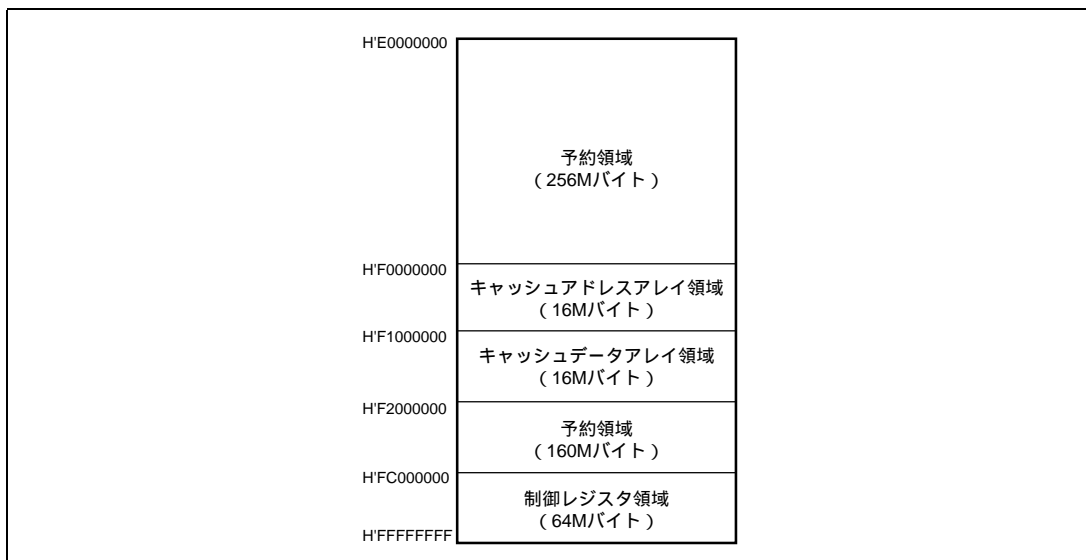 H'E0000000
予約領域
（256Mバイト）
H'F0000000
キャッシュアドレスアレイ領域
（16Mバイト）
H'F1000000
キャッシュデータアレイ領域
（16Mバイト）
H'F2000000
予約領域
（160Mバイト）
H'FC000000
制御レジスタ領域
（64Mバイト）
H'FFFFFFFF